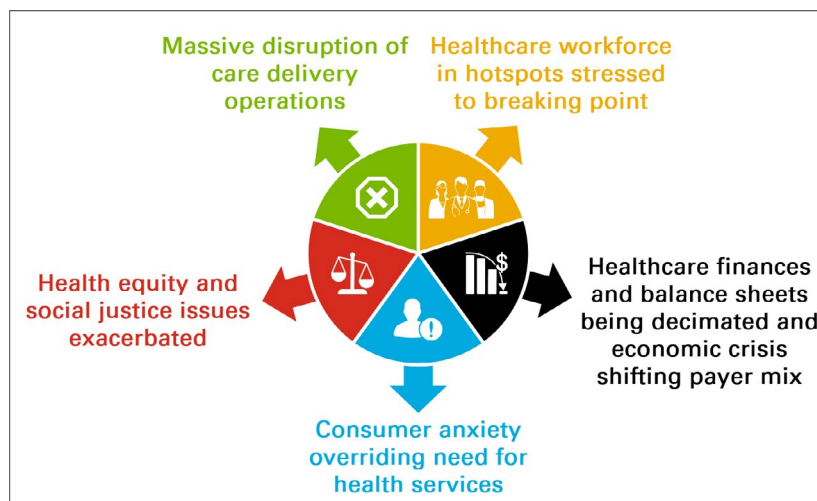 Massive disruption of
care delivery
operations
Healthcare workforce
in hotspots stressed
to breaking point
$
Health equity and
social justice issues
exacerbated
Healthcare finances
and balance sheets
being decimated and
economic crisis
shifting payer mix
!
Consumer anxiety
overriding need for
health services